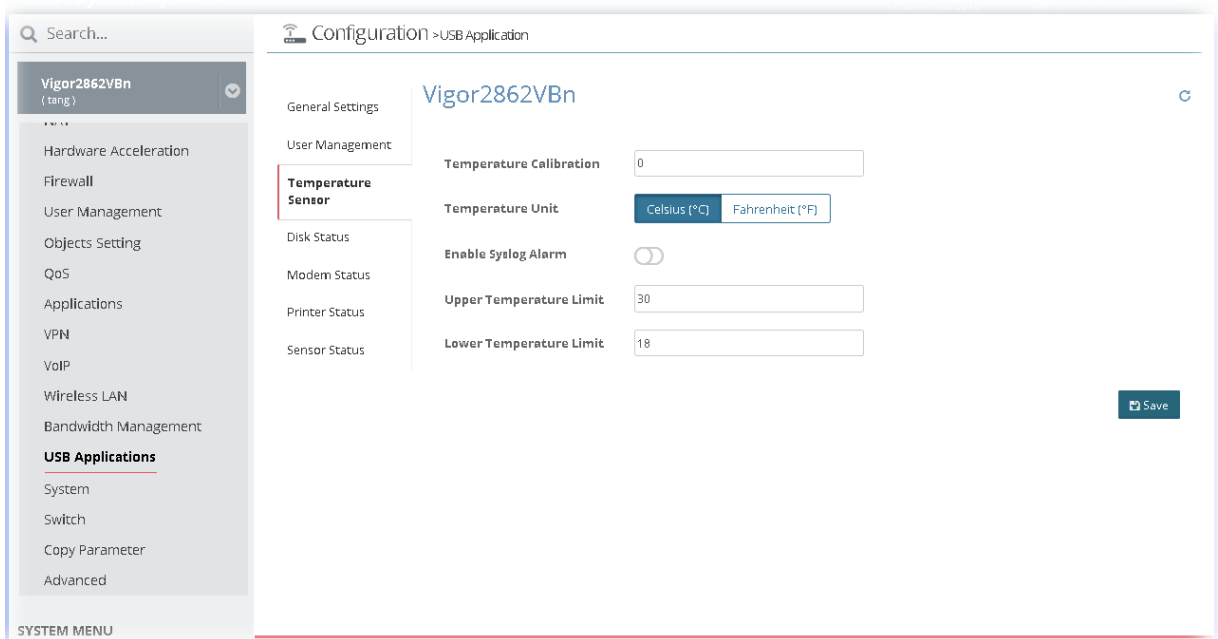 Search...
Configuration >USB Application
Vigor2862VBn
( tang )
Hardware Acceleration
Firewall
User Management
Objects Setting
QoS
Applications
VPN
VoIP
Wireless LAN
Bandwidth Management
USB Applications
System
Switch
Copy Parameter
Advanced
SYSTEM MENU
General Settings
User Management
Temperature
Sensor
Disk Status
Modem Status
Printer Status
Sensor Status
Vigor2862VBn
Temperature Calibration 0
Temperature Unit Celsius (°C) Fahrenheit (°F)
Enable Syslog Alarm
Upper Temperature Limit 30
Lower Temperature Limit 18
Save